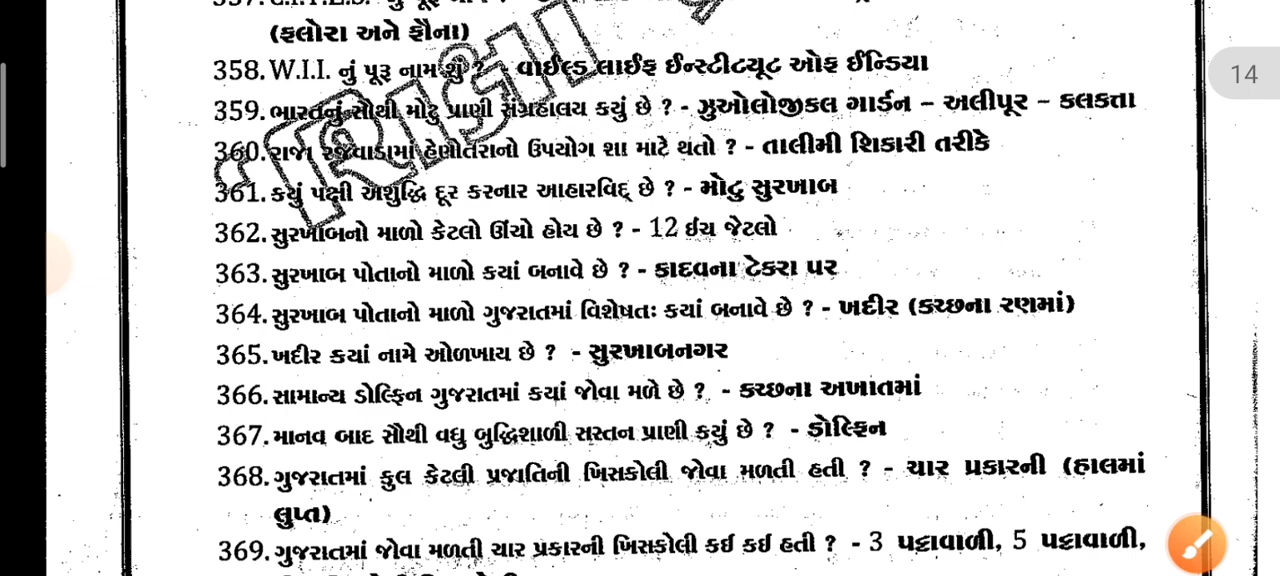 (ફલોરા અને ફૌના)
14
358. W.I.I. નું પૂરૂ નામ શું ? - વાઈલ્ડ લાઈફ ઈન્સ્ટીટયૂટ ઓફ ઈન્ડિયા
359. ભારતનું સૌથી મોટુ પ્રાણી સંગ્રહાલય કયું છે ? - ઝુઓલોજીકલ ગાર્ડન – અલીપૂર – કલકત્તા
360. રાજા રજવાડામાં હેણોતરાનો ઉપયોગ શા માટે થતો ? - તાલીમી શિકારી તરીકે
361. કયું પક્ષી અશુદ્ધિ દૂર કરનાર આહારવિદ્ છે ? - મોટુ સુરખાબ
362. સુરખાબનો માળો કેટલો ઊંચો હોય છે ? - 12 ઈંચ જેટલો
363. સુરખાબ પોતાનો માળો કયાં બનાવે છે ? - કાદવના ટેકરા પર
364. સુરખાબ પોતાનો માળો ગુજરાતમાં વિશેષતઃ કયાં બનાવે છે ? - ખદીર (કચ્છના રણમાં)
365. ખદીર કયાં નામે ઓળખાય છે ? - સુરખાબનગર
366. સામાન્ય ડોલ્ફિન ગુજરાતમાં કયાં જોવા મળે છે ? - કચ્છના અખાતમાં
367. માનવ બાદ સૌથી વધુ બુદ્ધિશાળી સસ્તન પ્રાણી કયું છે ? - ડોલ્ફિન
368. ગુજરાતમાં કુલ કેટલી પ્રજાતિની ખિસકોલી જોવા મળતી હતી ? - ચાર પ્રકારની (હાલમાં
લુપ્ત)
369. ગુજરાતમાં જોવા મળતી ચાર પ્રકારની ખિસકોલી કઈ કઈ હતી ? - 3 પટ્ટાવાળી, 5 પટ્ટાવાળી,